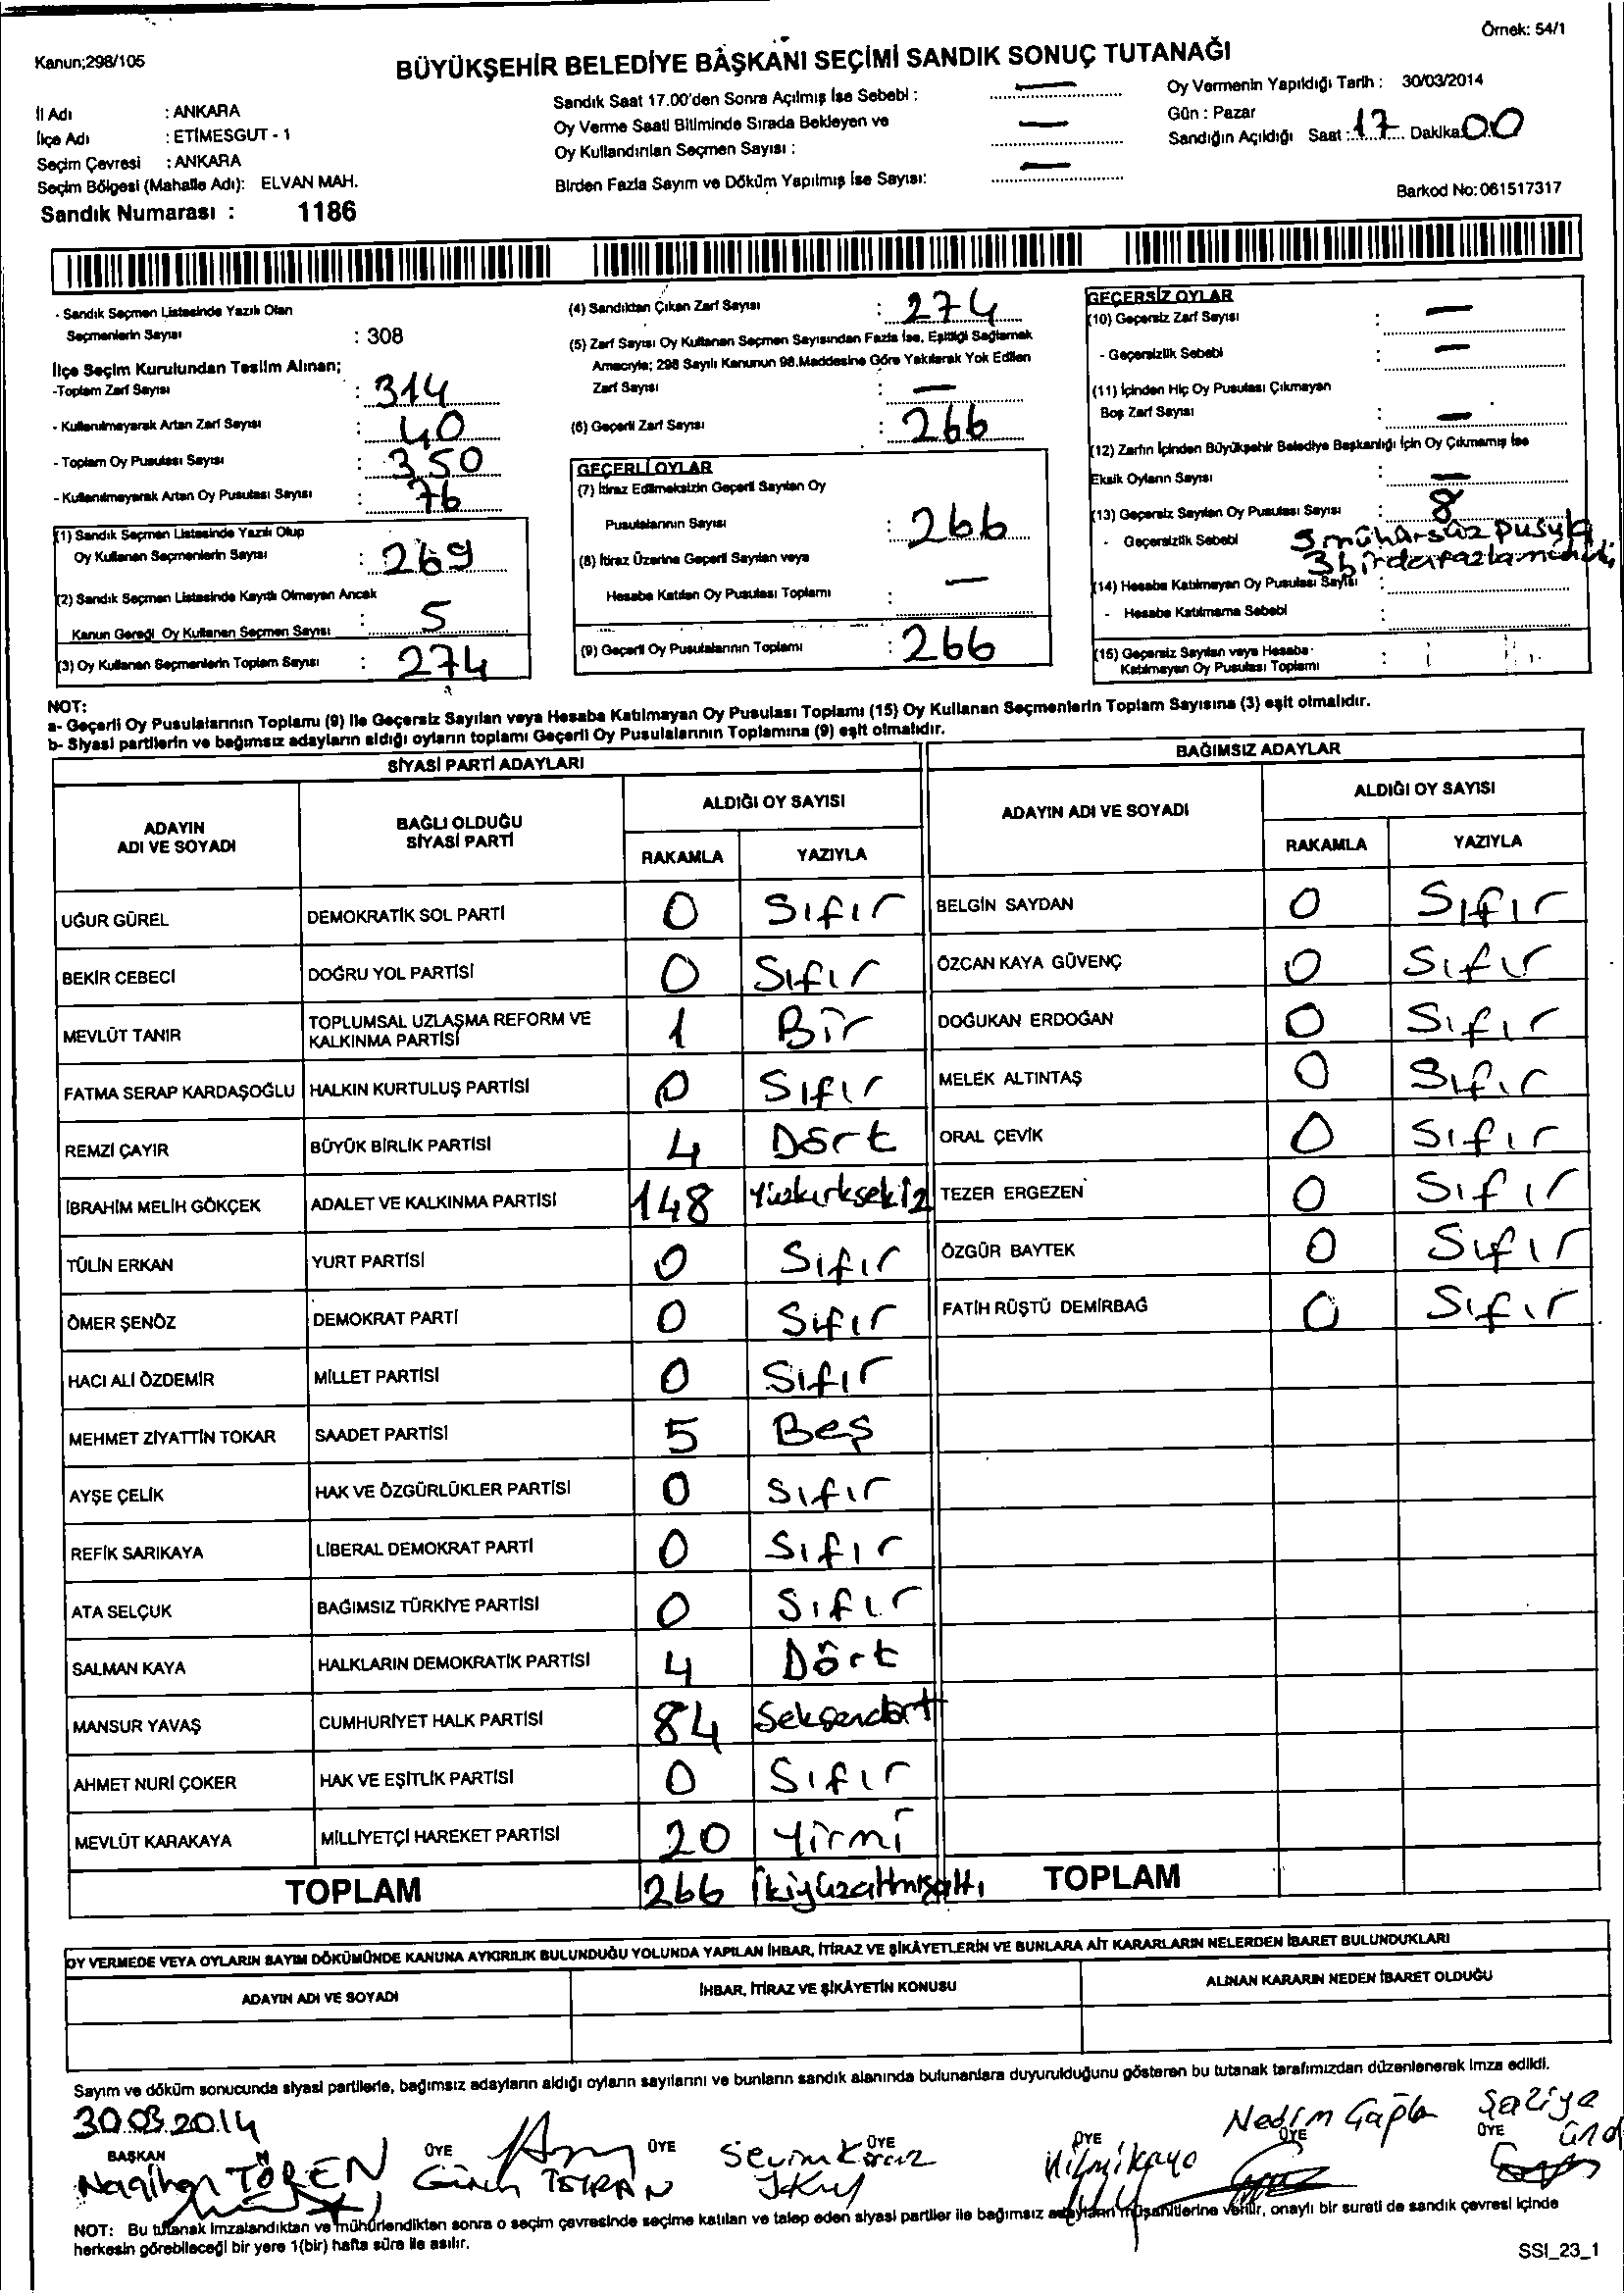 Örnek: 54/1
Kanun;298/105
BÜYÜKŞEHİR BELEDİYE BAŞKANI SEÇİMİ SANDIK SONUÇ TUTANAĞI
İl Adı : ANKARA
İlçe Adı : ETİMESGUT - 1
Seçim Çevresi : ANKARA
Seçim Bölgesi (Mahalle Adı): ELVAN MAH.
Sandık Numarası : 1186
Sandık Saat 17.00'den Sonra Açılmış İse Sebebi : —
Oy Verme Saati Bitiminde Sırada Bekleyen ve —
Oy Kullandırılan Seçmen Sayısı :
Birden Fazla Sayım ve Döküm Yapılmış İse Sayısı: —
Oy Vermenin Yapıldığı Tarih : 30/03/2014
Gün : Pazar
Sandığın Açıldığı Saat : 17 Dakika 00
Barkod No: 061517317
- Sandık Seçmen Listesinde Yazılı Olan
Seçmenlerin Sayısı : 308
İlçe Seçim Kurulundan Teslim Alınan;
-Toplam Zarf Sayısı : 314
- Kullanılmayarak Artan Zarf Sayısı : 40
- Toplam Oy Pusulası Sayısı : 350
- Kullanılmayarak Artan Oy Pusulası Sayısı : 76
(1) Sandık Seçmen Listesinde Yazılı Olup
Oy Kullanan Seçmenlerin Sayısı : 269
(2) Sandık Seçmen Listesinde Kayıtlı Olmayan Ancak
Kanun Gereği Oy Kullanan Seçmen Sayısı : 5
(3) Oy Kullanan Seçmenlerin Toplam Sayısı : 274
(4) Sandıktan Çıkan Zarf Sayısı : 274
(5) Zarf Sayısı Oy Kullanan Seçmen Sayısından Fazla İse, Eşitliği Sağlamak
Amacıyla; 298 Sayılı Kanunun 98.Maddesine Göre Yakılarak Yok Edilen
Zarf Sayısı : —
(6) Geçerli Zarf Sayısı : 266
GEÇERLİ OYLAR
(7) İtiraz Edilmeksizin Geçerli Sayılan Oy
Pusulalarının Sayısı : 266
(8) İtiraz Üzerine Geçerli Sayılan veya
Hesaba Katılan Oy Pusulası Toplamı : —
(9) Geçerli Oy Pusulalarının Toplamı : 266
GEÇERSİZ OYLAR
(10) Geçersiz Zarf Sayısı : —
- Geçersizlik Sebebi : —
(11) İçinden Hiç Oy Pusulası Çıkmayan
Boş Zarf Sayısı : —
(12) Zarfın İçinden Büyükşehir Belediye Başkanlığı İçin Oy Çıkmamış İse
Eksik Oyların Sayısı : —
(13) Geçersiz Sayılan Oy Pusulası Sayısı : 8
- Geçersizlik Sebebi 5 mühürsüz pusula
3 birden fazla mühürlü
(14) Hesaba Katılmayan Oy Pusulası Sayısı :
- Hesaba Katılmama Sebebi :
(15) Geçersiz Sayılan veya Hesaba
Katılmayan Oy Pusulası Toplamı :
NOT:
a- Geçerli Oy Pusulalarının Toplamı (9) İle Geçersiz Sayılan veya Hesaba Katılmayan Oy Pusulası Toplamı (15) Oy Kullanan Seçmenlerin Toplam Sayısına (3) eşit olmalıdır.
b- Siyasi partilerin ve bağımsız adayların aldığı oyların toplamı Geçerli Oy Pusulalarının Toplamına (9) eşit olmalıdır.
SİYASİ PARTİ ADAYLARI
ADAYIN ADI VE SOYADI BAĞLI OLDUĞU SİYASİ PARTİ ALDIĞI OY SAYISI
RAKAMLA YAZIYLA
UĞUR GÜREL DEMOKRATİK SOL PARTİ 0 Sıfır
BEKİR CEBECİ DOĞRU YOL PARTİSİ 0 Sıfır
MEVLÜT TANIR TOPLUMSAL UZLAŞMA REFORM VE KALKINMA PARTİSİ 1 Bir
FATMA SERAP KARDAŞOĞLU HALKIN KURTULUŞ PARTİSİ 0 Sıfır
REMZİ ÇAYIR BÜYÜK BİRLİK PARTİSİ 4 Dört
İBRAHİM MELİH GÖKÇEK ADALET VE KALKINMA PARTİSİ 148 Yüzkırksekiz
TÜLİN ERKAN YURT PARTİSİ 0 Sıfır
ÖMER ŞENÖZ DEMOKRAT PARTİ 0 Sıfır
HACI ALİ ÖZDEMİR MİLLET PARTİSİ 0 Sıfır
MEHMET ZİYATTİN TOKAR SAADET PARTİSİ 5 Beş
AYŞE ÇELİK HAK VE ÖZGÜRLÜKLER PARTİSİ 0 Sıfır
REFİK SARIKAYA LİBERAL DEMOKRAT PARTİ 0 Sıfır
ATA SELÇUK BAĞIMSIZ TÜRKİYE PARTİSİ 0 Sıfır
SALMAN KAYA HALKLARIN DEMOKRATİK PARTİSİ 4 Dört
MANSUR YAVAŞ CUMHURİYET HALK PARTİSİ 84 Seksendört
AHMET NURİ ÇOKER HAK VE EŞİTLİK PARTİSİ 0 Sıfır
MEVLÜT KARAKAYA MİLLİYETÇİ HAREKET PARTİSİ 20 Yirmi
TOPLAM 266 İkiyüzaltmışaltı
BAĞIMSIZ ADAYLAR
ADAYIN ADI VE SOYADI ALDIĞI OY SAYISI
RAKAMLA YAZIYLA
BELGİN SAYDAN 0 Sıfır
ÖZCAN KAYA GÜVENÇ 0 Sıfır
DOĞUKAN ERDOĞAN 0 Sıfır
MELEK ALTINTAŞ 0 Sıfır
ORAL ÇEVİK 0 Sıfır
TEZER ERGEZEN 0 Sıfır
ÖZGÜR BAYTEK 0 Sıfır
FATİH RÜŞTÜ DEMİRBAĞ 0 Sıfır
TOPLAM
OY VERMEDE VEYA OYLARIN SAYIM DÖKÜMÜNDE KANUNA AYKIRILIK BULUNDUĞU YOLUNDA YAPILAN İHBAR, İTİRAZ VE ŞİKÂYETLERİN VE BUNLARA AİT KARARLARIN NELERDEN İBARET BULUNDUKLARI
ADAYIN ADI VE SOYADI İHBAR, İTİRAZ VE ŞİKÂYETİN KONUSU ALINAN KARARIN NEDEN İBARET OLDUĞU
Sayım ve döküm sonucunda siyasi partilerle, bağımsız adayların aldığı oyların sayılarını ve bunların sandık alanında bulunanlara duyurulduğunu gösteren bu tutanak tarafımızdan düzenlenerek imza edildi.
30.03.2014
BAŞKAN ÜYE ÜYE ÜYE ÜYE ÜYE ÜYE
Nagihan TÖREN
NOT: Bu tutanak imzalandıktan ve mühürlendikten sonra o seçim çevresinde seçime katılan ve talep eden siyasi partiler ile bağımsız adayların müşahitlerine verilir, onaylı bir sureti de sandık çevresi içinde
herkesin görebileceği bir yere 1(bir) hafta süre ile asılır.
SSI_23_1